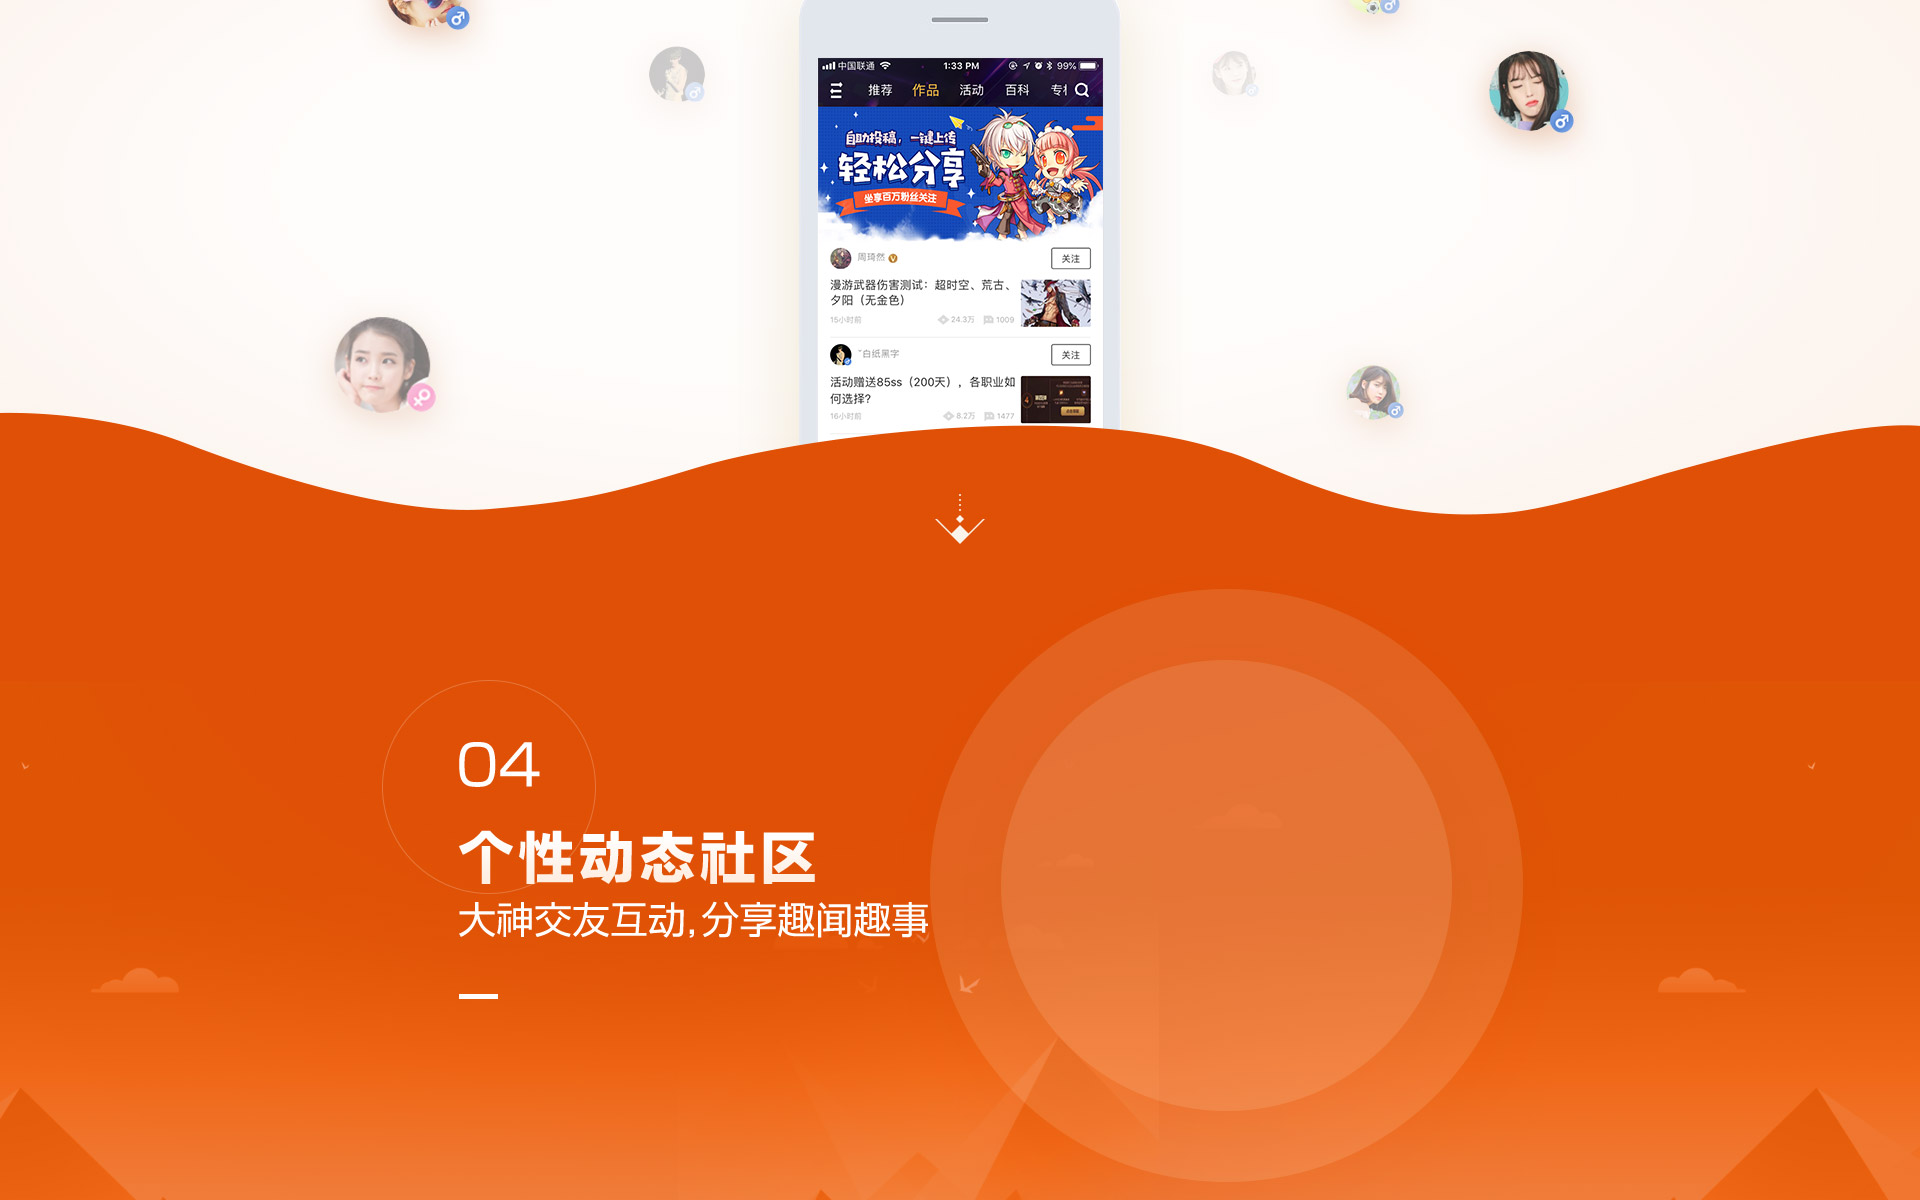 中国联通 1:33 PM 99%
推荐 作品 活动 百科 专
自助投稿，一键上传
轻松分享
坐享百万粉丝关注
周琦然 V 关注
漫游武器伤害测试：超时空、荒古、
夕阳（无金色）
15小时前 24.3万 1009
~白纸黑字 关注
活动赠送85ss（200天），各职业如
何选择?
16小时前 8.2万 1477
04
个性动态社区
大神交友互动，分享趣闻趣事